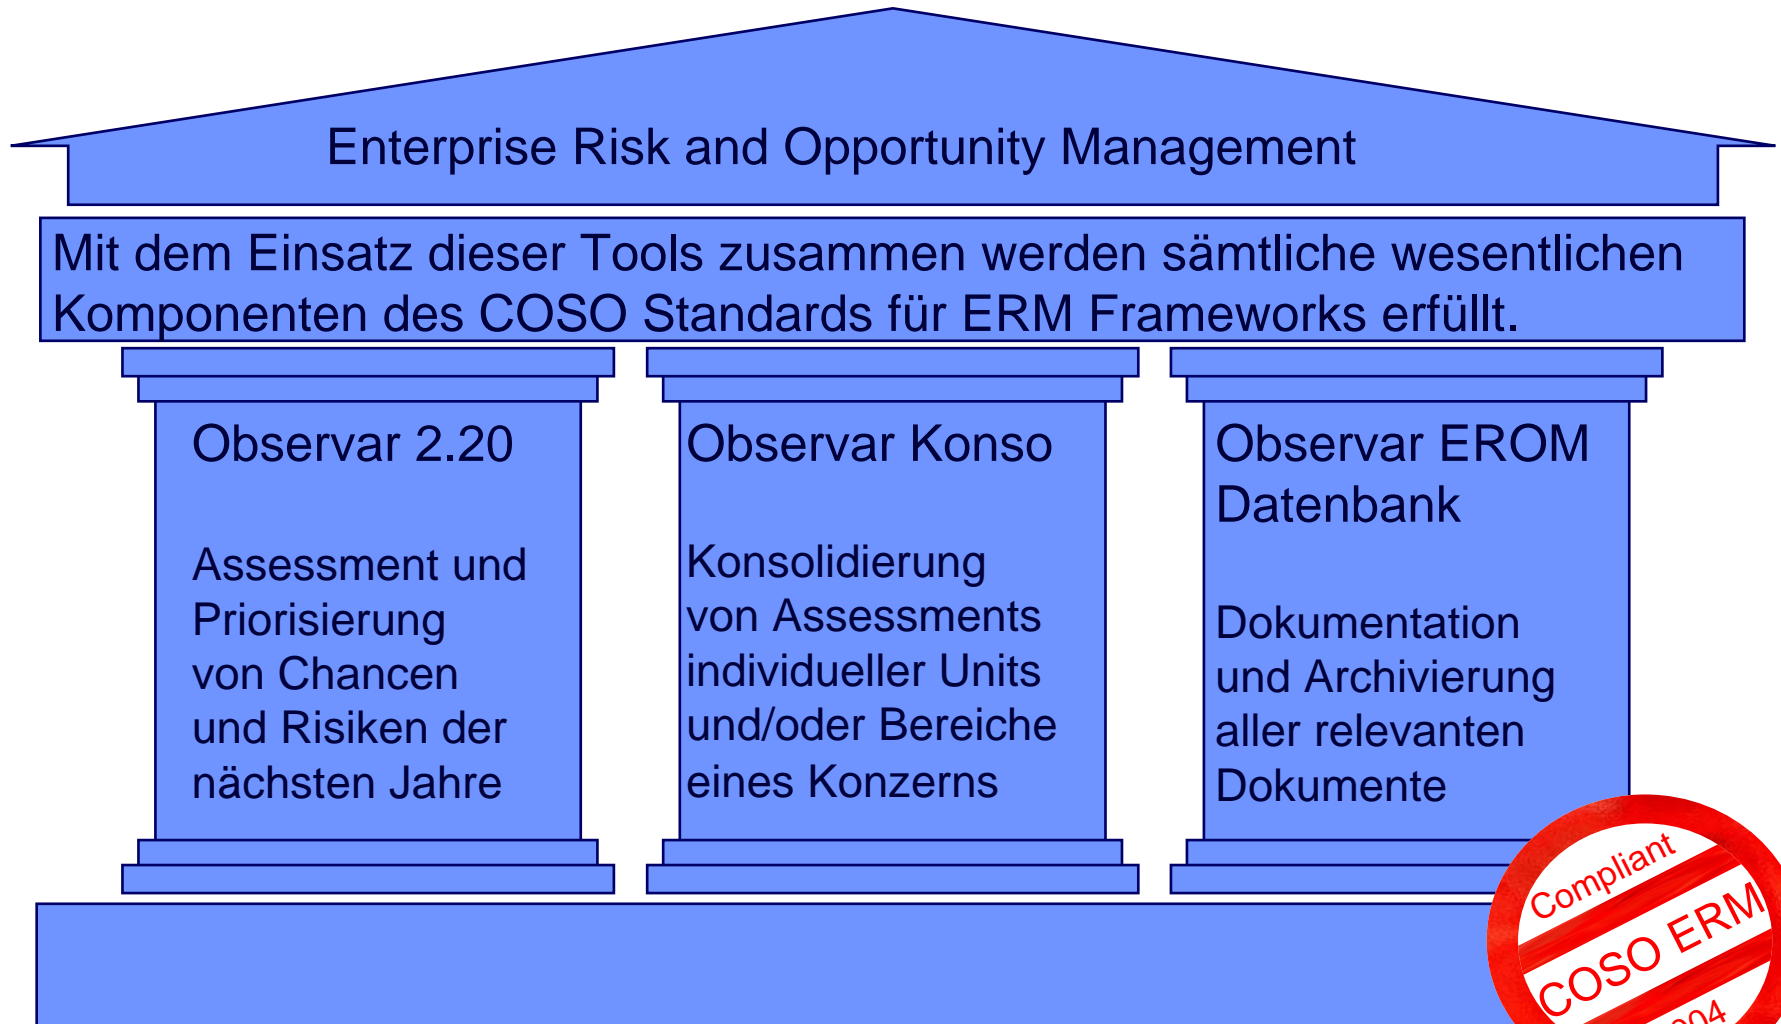 Enterprise Risk and Opportunity Management
Mit dem Einsatz dieser Tools zusammen werden sämtliche wesentlichen
Komponenten des COSO Standards für ERM Frameworks erfüllt.
Observar 2.20
Assessment und
Priorisierung
von Chancen
und Risiken der
nächsten Jahre
Observar Konso
Konsolidierung
von Assessments
individueller Units
und/oder Bereiche
eines Konzerns
Observar EROM
Datenbank
Dokumentation
und Archivierung
aller relevanten
Dokumente
Compliant
COSO ERM